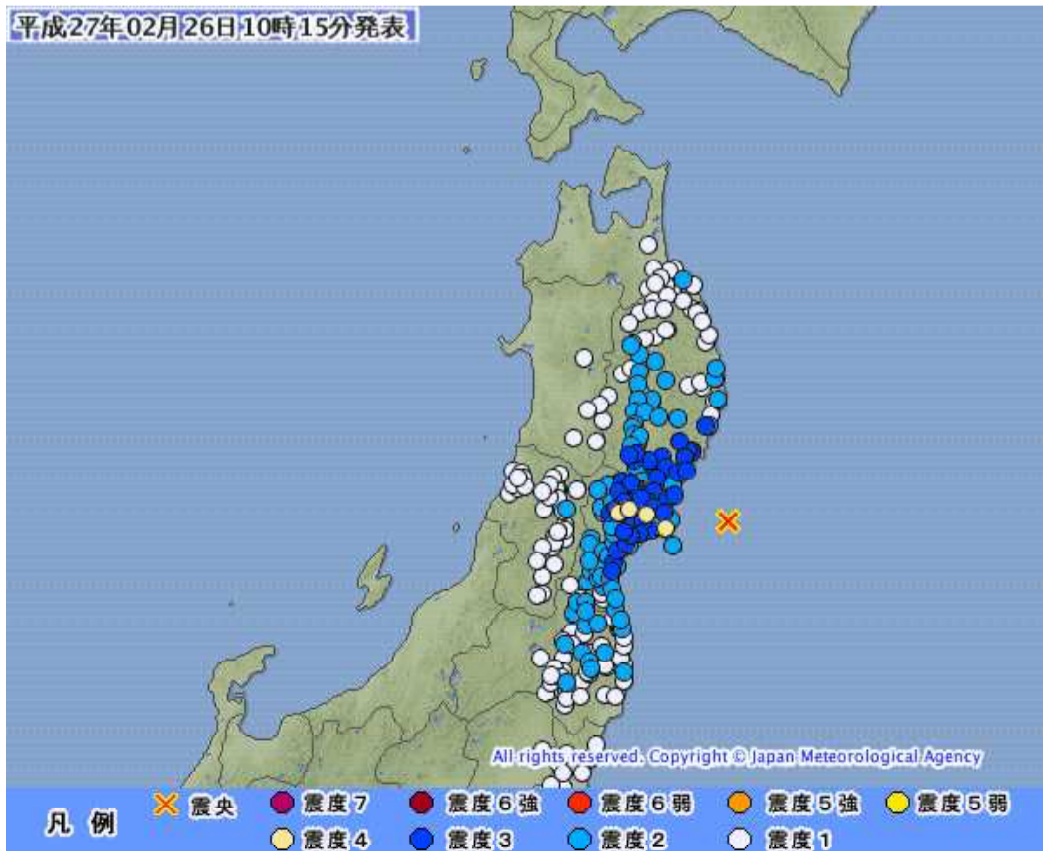 平成27年02月26日10時15分発表
All rights reserved. Copyright © Japan Meteorological Agency
凡 例
震央 震度7 震度6強 震度6弱 震度5強 震度5弱
震度4 震度3 震度2 震度1